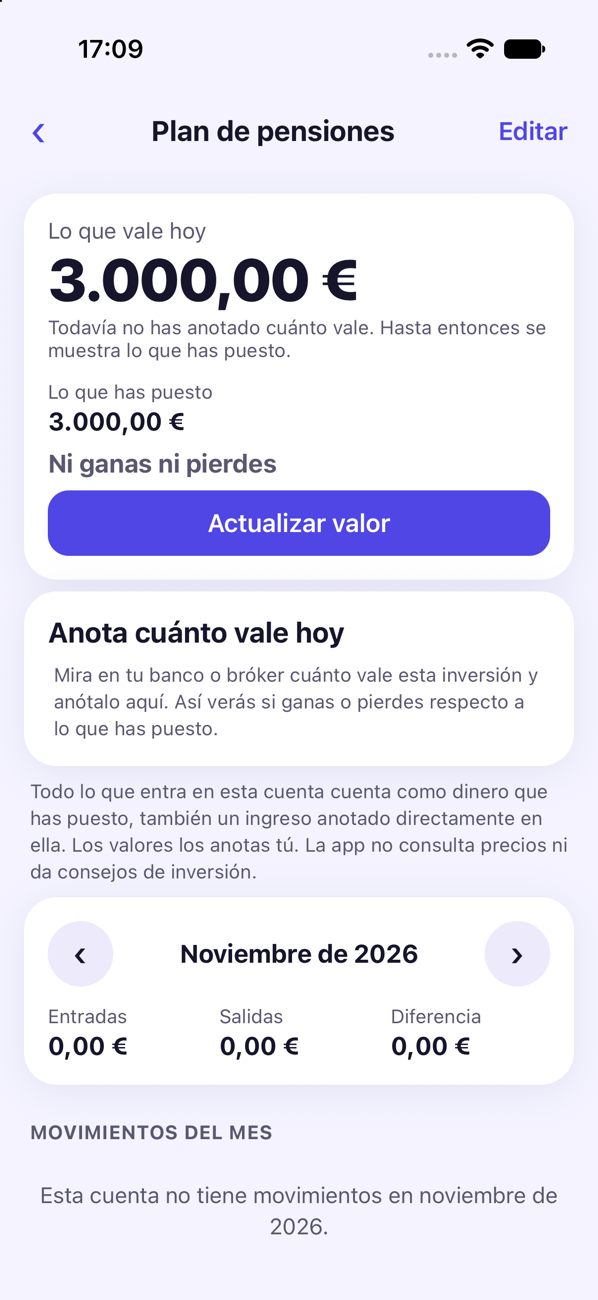 17:09
Plan de pensiones
Editar
Lo que vale hoy
3.000,00 €
Todavía no has anotado cuánto vale. Hasta entonces se
muestra lo que has puesto.
Lo que has puesto
3.000,00 €
Ni ganas ni pierdes
Actualizar valor
Anota cuánto vale hoy
Mira en tu banco o bróker cuánto vale esta inversión y
anótalo aquí. Así verás si ganas o pierdes respecto a
lo que has puesto.
Todo lo que entra en esta cuenta cuenta como dinero que
has puesto, también un ingreso anotado directamente en
ella. Los valores los anotas tú. La app no consulta precios ni
da consejos de inversión.
Noviembre de 2026
Entradas Salidas Diferencia
0,00 € 0,00 € 0,00 €
MOVIMIENTOS DEL MES
Esta cuenta no tiene movimientos en noviembre de
2026.